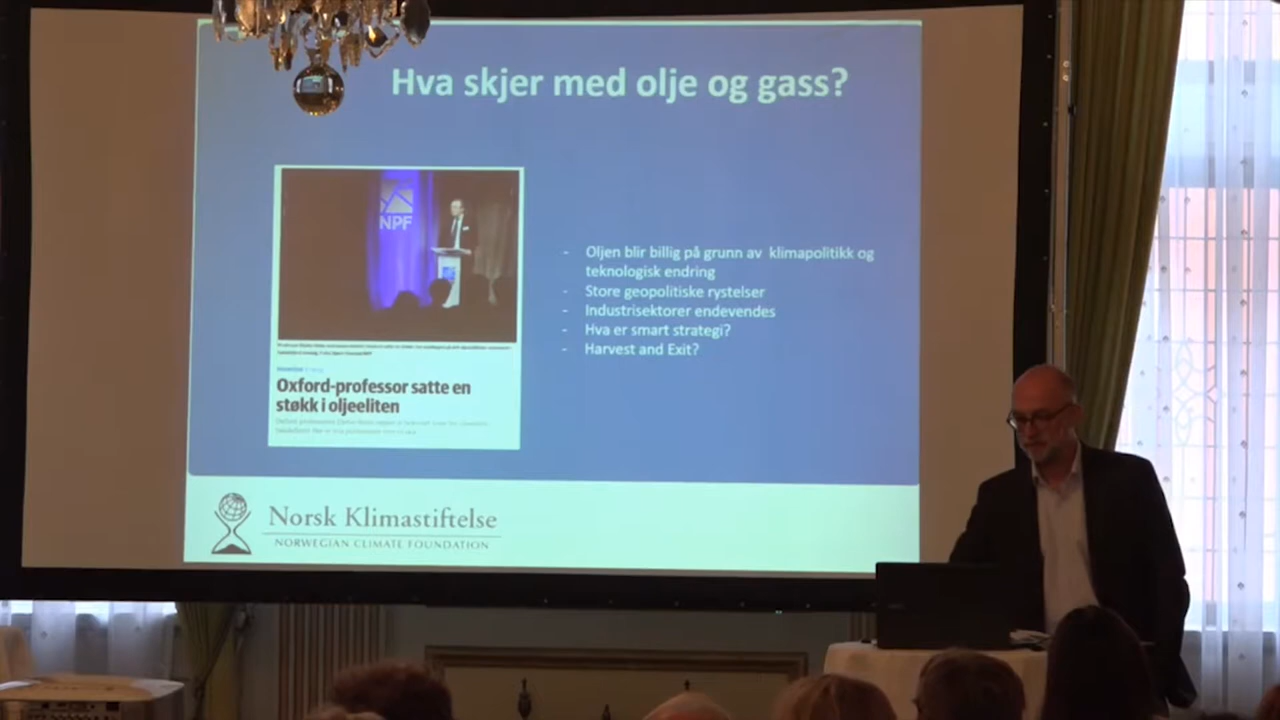 Hva skjer med olje og gass?
NPF
- Oljen blir billig på grunn av klimapolitikk og
teknologisk endring
- Store geopolitiske rystelser
- Industrisektorer endevendes
- Hva er smart strategi?
- Harvest and Exit?
Oxford-professor satte en
støkk i oljeeliten
Norsk Klimastiftelse
NORWEGIAN CLIMATE FOUNDATION